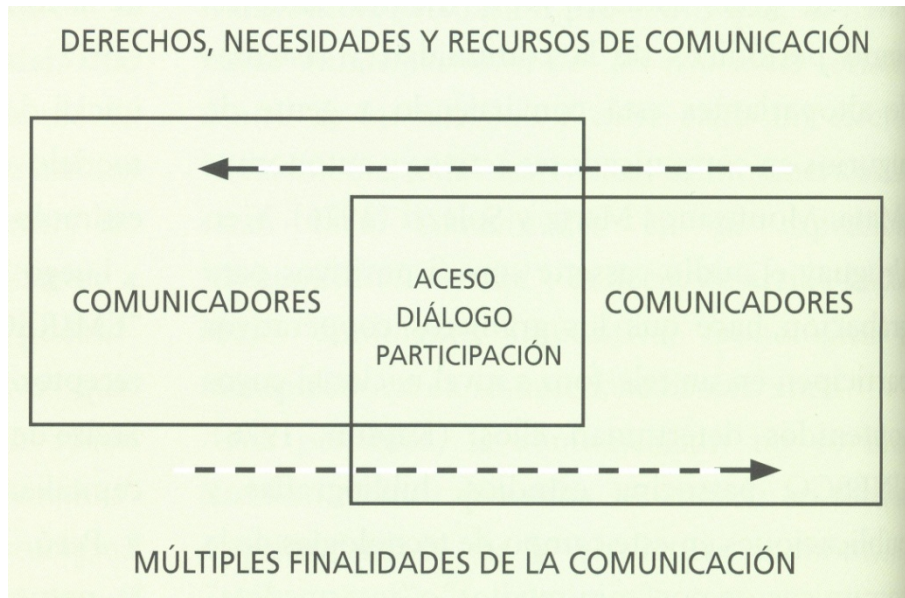 DERECHOS, NECESIDADES Y RECURSOS DE COMUNICACIÓN
COMUNICADORES
ACESO
DIÁLOGO
PARTICIPACIÓN
COMUNICADORES
MÚLTIPLES FINALIDADES DE LA COMUNICACIÓN